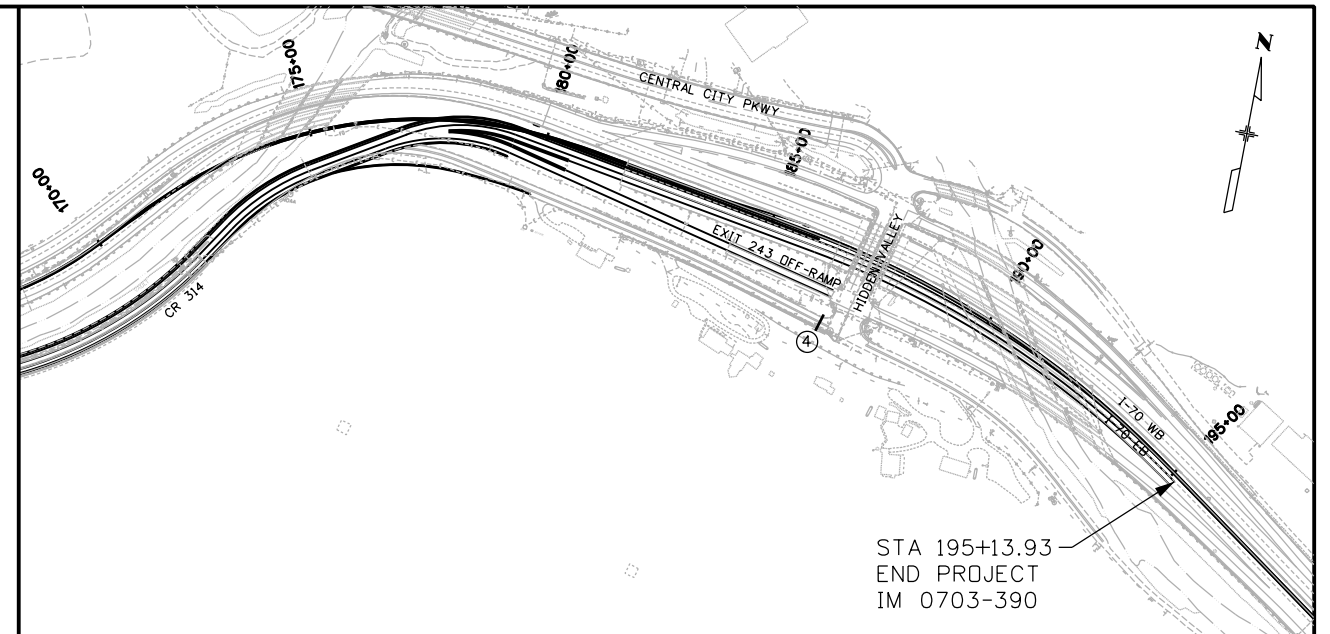 N
175+00
180+00
CENTRAL CITY PKWY
185+00
170+00
HIDDEN VALLEY
EXIT 243 OFF-RAMP
190+00
CR 314
4
I-70 WB
I-70 EB
195+00
STA 195+13.93
END PROJECT
IM 0703-390